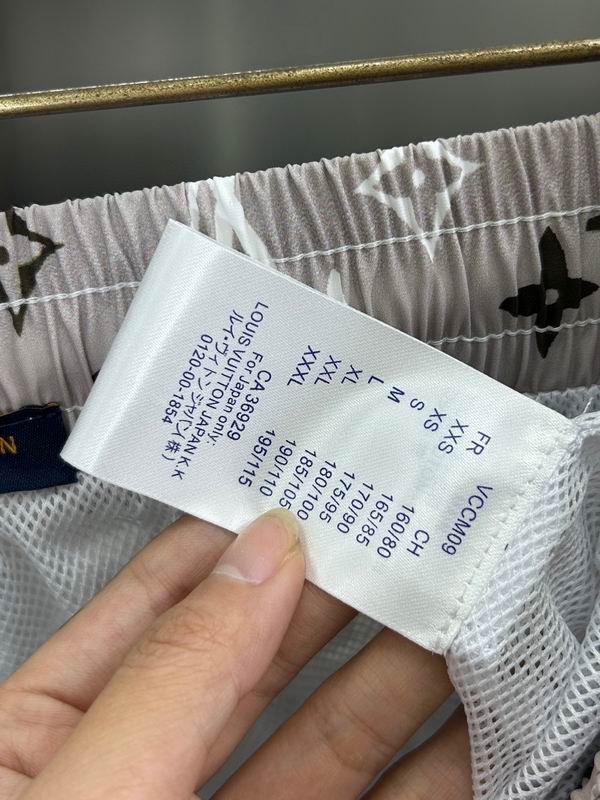 VCCM09
FR CH
XXS 160/80
XS 165/85
S 170/90
M 175/95
L 180/100
XL 185/105
XXL 190/110
XXXL 195/115
CA 36929
For Japan only:
LOUIS VUITTON JAPAN K.K
ルイ・ヴィトンジャパン(株)
0120-00-1854
N